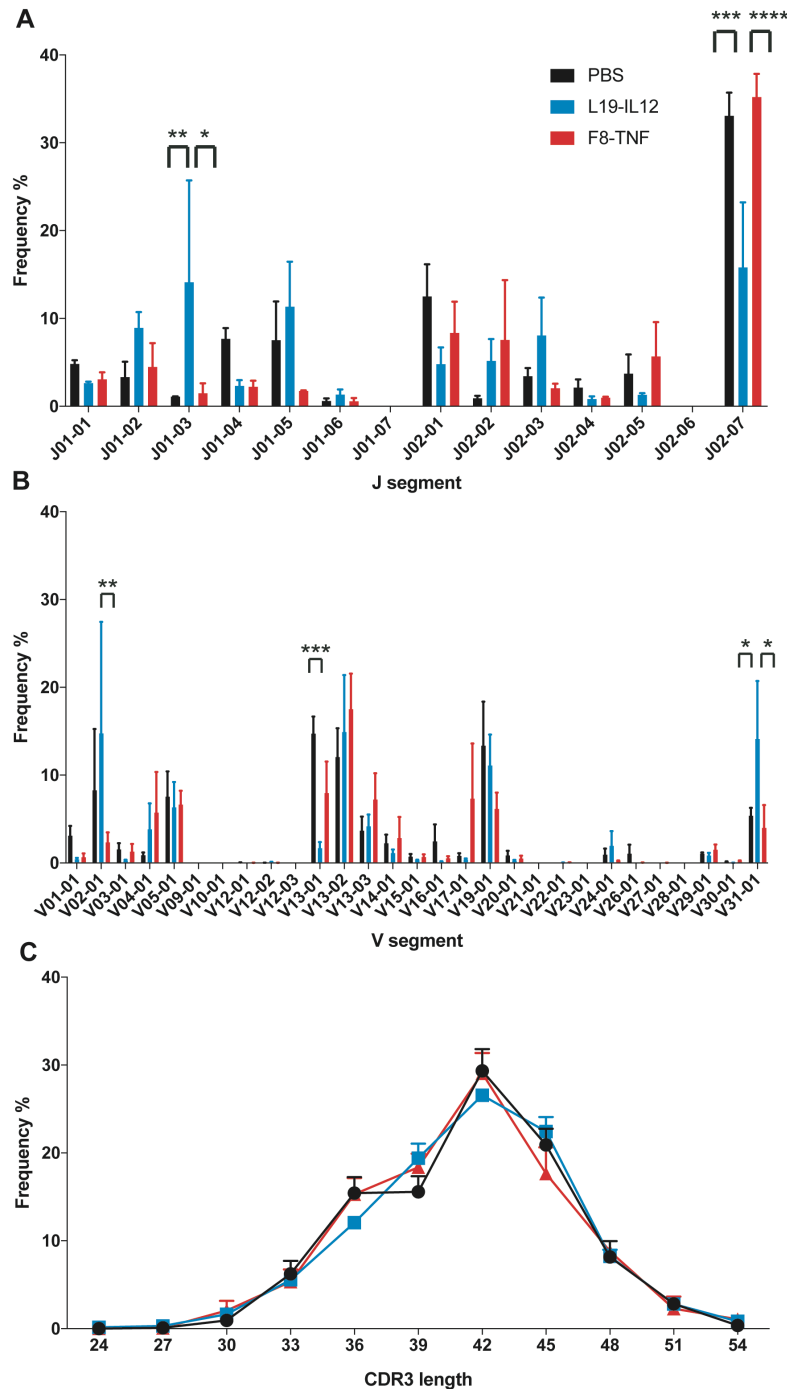 A
*** ****
40
PBS
L19-IL12
F8-TNF
30
** *
20
10
0
Frequency %
J01-01 J01-02 J01-03 J01-04 J01-05 J01-06 J01-07 J02-01 J02-02 J02-03 J02-04 J02-05 J02-06 J02-07
J segment
B
40
30
**
***
* *
20
10
0
Frequency %
V01-01 V02-01 V03-01 V04-01 V05-01 V09-01 V10-01 V12-01 V12-02 V12-03 V13-01 V13-02 V13-03 V14-01 V15-01 V16-01 V17-01 V19-01 V20-01 V21-01 V22-01 V23-01 V24-01 V26-01 V27-01 V28-01 V29-01 V30-01 V31-01
V segment
C
40
30
20
10
0
Frequency %
24 27 30 33 36 39 42 45 48 51 54
CDR3 length